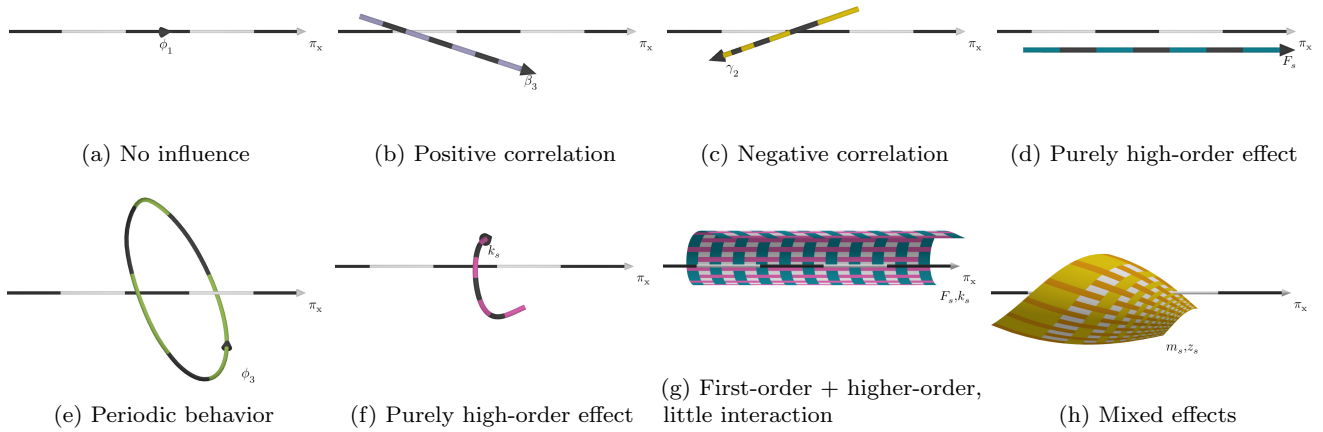 πₓ
ϕ₁
πₓ
β₃
πₓ
γ₂
πₓ
Fₛ
(a) No influence
(b) Positive correlation
(c) Negative correlation
(d) Purely high-order effect
πₓ
ϕ₃
πₓ
kₛ
πₓ
Fₛ,kₛ
πₓ
mₛ,zₛ
(e) Periodic behavior
(f) Purely high-order effect
(g) First-order + higher-order,
little interaction
(h) Mixed effects